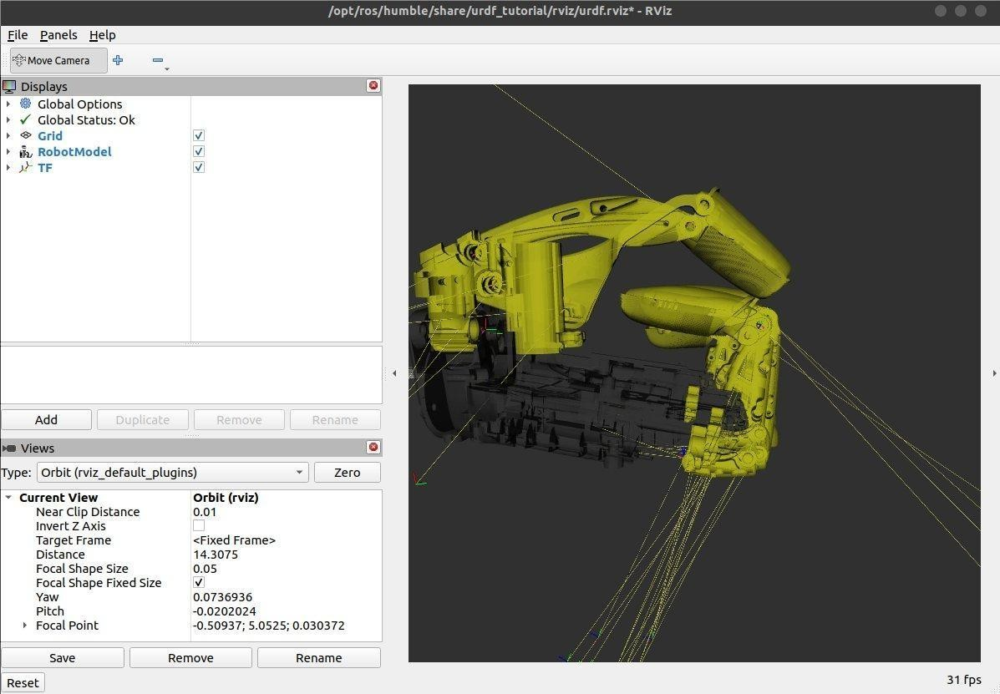 /opt/ros/humble/share/urdf_tutorial/rviz/urdf.rviz* - RViz
File Panels Help
Move Camera
Displays
Global Options
Global Status: Ok
Grid
RobotModel
TF
Add Duplicate Remove Rename
Views
Type: Orbit (rviz_default_plugins) Zero
Current View Orbit (rviz)
Near Clip Distance 0.01
Invert Z Axis
Target Frame <Fixed Frame>
Distance 14.3075
Focal Shape Size 0.05
Focal Shape Fixed Size
Yaw 0.0736936
Pitch -0.0202024
Focal Point -0.50937; 5.0525; 0.030372
Save Remove Rename
Reset
31 fps